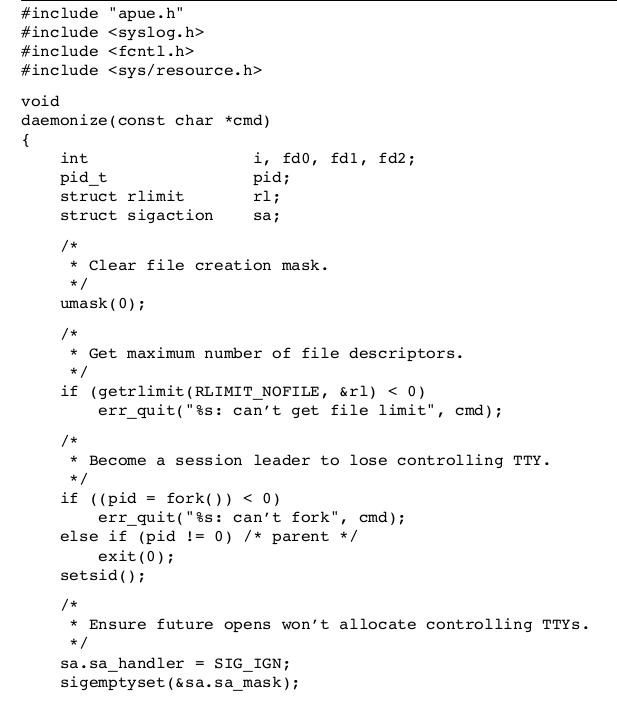 #include "apue.h"
#include <syslog.h>
#include <fcntl.h>
#include <sys/resource.h>
void
daemonize(const char *cmd)
{
    int                 i, fd0, fd1, fd2;
    pid_t               pid;
    struct rlimit       rl;
    struct sigaction    sa;
    /*
     * Clear file creation mask.
     */
    umask(0);
    /*
     * Get maximum number of file descriptors.
     */
    if (getrlimit(RLIMIT_NOFILE, &rl) < 0)
        err_quit("%s: can’t get file limit", cmd);
    /*
     * Become a session leader to lose controlling TTY.
     */
    if ((pid = fork()) < 0)
        err_quit("%s: can’t fork", cmd);
    else if (pid != 0) /* parent */
        exit(0);
    setsid();
    /*
     * Ensure future opens won’t allocate controlling TTYs.
     */
    sa.sa_handler = SIG_IGN;
    sigemptyset(&sa.sa_mask);